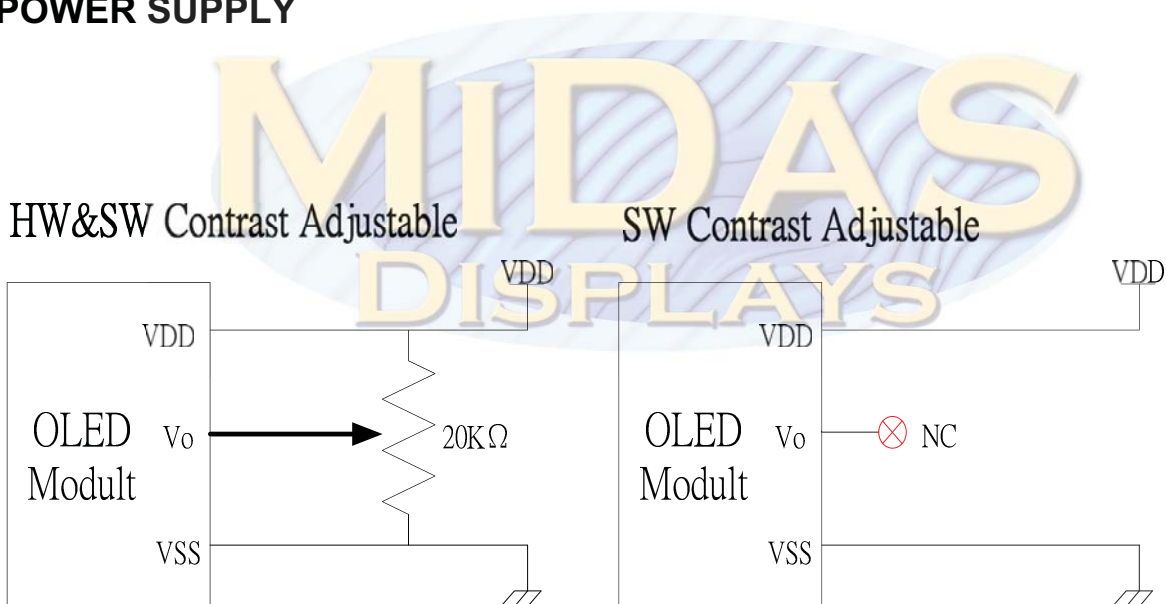 POWER SUPPLY
MIDAS
DISPLAYS
HW&SW Contrast Adjustable
SW Contrast Adjustable
VDD
VDD
VDD
VDD
OLED
Modult
Vo
20KΩ
OLED
Modult
Vo
NC
VSS
VSS